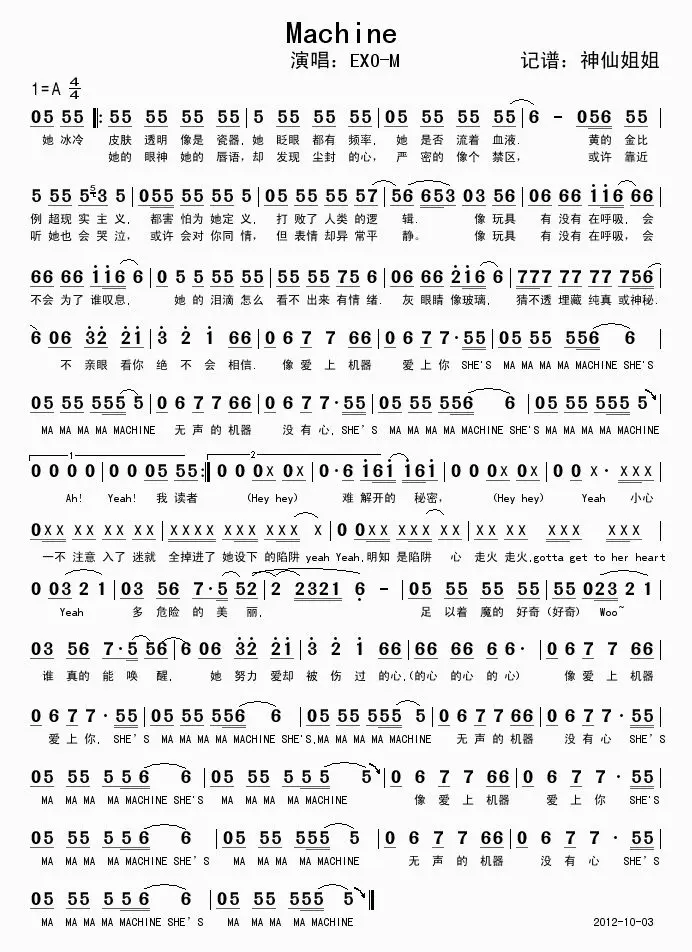 Machine
演唱：EXO-M 记谱：神仙姐姐
1=A 4/4
05 55 ‖: 55 55 55 55 | 5 55 55 55 | 05 55 55 55 | 6 - 056 55 |
她 冰冷 皮肤 透明 像是 瓷器, 她 眨眼 都有 频率, 她 是否 流着 血液. 黄的 金比
她的 眼神 她的 唇语, 却 发现 尘封 的心, 严 密的 像个 禁区, 或许 靠近
5 55 5 5 3 5 | 055 55 55 5 | 55 55 55 57 | 56 653 03 56 | 06 66 i i 6 66 |
例 超现 实主 义, 都害 怕为 她定 义, 打 败了 人类 的逻 辑. 像 玩具 有 没有 在呼吸, 会
听 她也 会 哭 泣, 或许 会对 你同 情, 但 表情 却异 常平 静。 像 玩具 有 没有 在呼吸, 会
66 66 i i 6 6 | 0 5 5 55 55 | 55 55 75 6 | 06 66 2 i 6 6 | 777 77 77 756 |
不会 为了 谁叹息, 她的 泪滴 怎么 看不 出来 有情 绪. 灰 眼睛 像玻璃, 猜不透 埋藏 纯真 或神秘.
6 06 32 2i | 3 2 i 66 | 0 6 7 7 66 | 0 6 7 7·55 | 05 55 5556 6 |
不 亲眼 看你 绝 不 会 相信. 像 爱 上 机器 爱 上 你 SHE'S MA MA MA MA MACHINE SHE'S
05 55 555 5 | 0 6 7 7 66 | 0 6 7 7·55 | 05 55 556 6 | 05 55 555 5 |
MA MA MA MA MACHINE 无 声 的 机器 没 有 心, SHE'S MA MA MA MA MACHINE SHE'S MA MA MA MA MACHINE
1 2
0 0 0 0 | 0 0 05 55 :‖ 0 0 0X 0X | 0·6 i6i i6i | 0 0 0X 0X | 0 0 X· XXX |
Ah! Yeah! 我 读者 (Hey hey) 难 解开的 秘密, (Hey hey) Yeah 小心
0XX XX XX XX | XXXX XXX XXX X | 0 0XX XX X | XX XX XXX XXX |
一不 注意 入了 迷就 全掉进了 她设下 的陷阱 yeah Yeah, 明知 是陷阱 心 走火 走火, gotta get to her heart
0 03 2 1 | 03 56 7·5 52 | 2 2321 6 - | 05 55 55 55 | 55 023 2 1 |
Yeah 多 危险 的 美 丽, 足 以着 魔的 好奇 (好奇) Woo~
03 56 7·5 56 | 6 06 32 2i | 3 2 i 66 | 66 66 66 6· | 0 6 7 7 66 |
谁 真的 能 唤 醒, 她 努力 爱却 被 伤 过 的心, (的心 的心 的 心) 像 爱 上 机器
0 6 7 7·55 | 05 55 556 6 | 05 55 555 5 | 0 6 7 7 66 | 0 6 7 7·55 |
爱 上 你, SHE'S MA MA MA MA MACHINE SHE'S, MA MA MA MA MACHINE 无 声 的 机器 没 有 心 SHE'S
05 55 5 5 6 6 | 05 55 5 5 5 5 | 0 6 7 7 66 | 0 6 7 7·55 |
MA MA MA MA MACHINE SHE'S MA MA MA MA MACHINE 像 爱 上 机器 爱 上 你 SHE'S
05 55 5 5 6 6 | 05 55 555 5 | 0 6 7 7 66 | 0 6 7 7·55 |
MA MA MA MA MACHINE SHE'S MA MA MA MA MACHINE 无 声 的 机器 没 有 心 SHE'S
05 55 5 5 6 6 | 05 55 555 5 ‖
MA MA MA MA MACHINE SHE'S MA MA MA MA MACHINE 2012-10-03